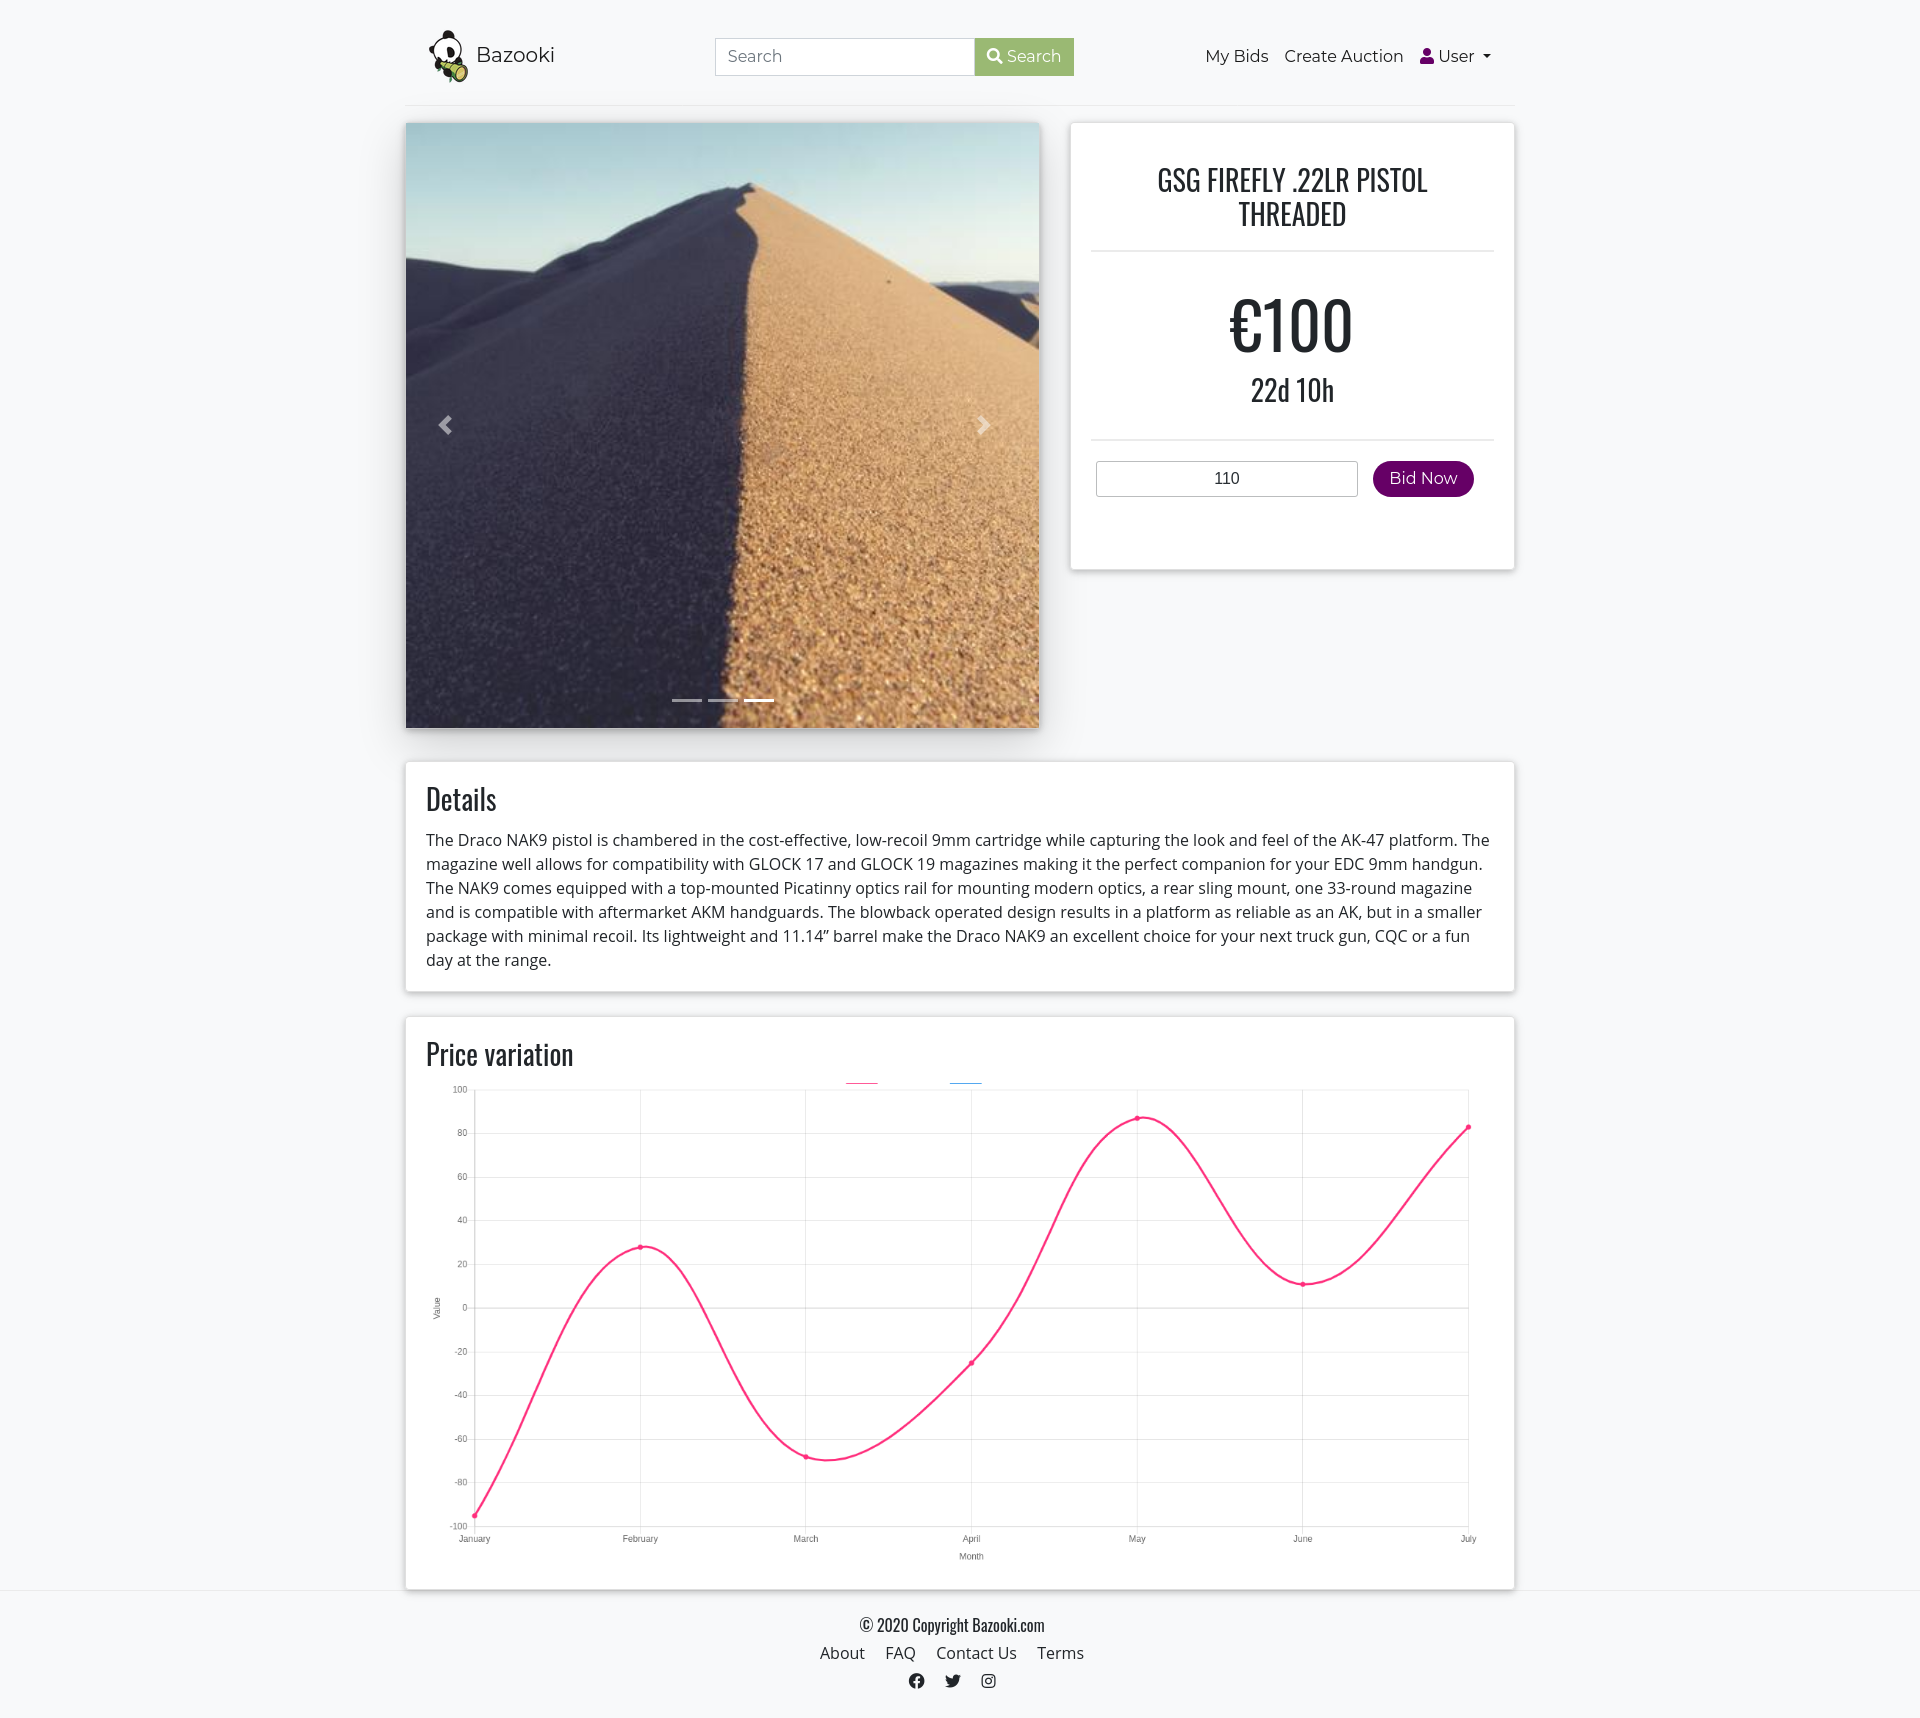 Bazooki
Search
Search
My Bids
Create Auction
User
GSG FIREFLY .22LR PISTOL
THREADED
€100
22d 10h
110
Bid Now
Details
The Draco NAK9 pistol is chambered in the cost-effective, low-recoil 9mm cartridge while capturing the look and feel of the AK-47 platform. The
magazine well allows for compatibility with GLOCK 17 and GLOCK 19 magazines making it the perfect companion for your EDC 9mm handgun.
The NAK9 comes equipped with a top-mounted Picatinny optics rail for mounting modern optics, a rear sling mount, one 33-round magazine
and is compatible with aftermarket AKM handguards. The blowback operated design results in a platform as reliable as an AK, but in a smaller
package with minimal recoil. Its lightweight and 11.14” barrel make the Draco NAK9 an excellent choice for your next truck gun, CQC or a fun
day at the range.
Price variation
100
80
60
40
20
0
-20
-40
-60
-80
-100
Value
January
February
March
April
May
June
July
Month
© 2020 Copyright Bazooki.com
About
FAQ
Contact Us
Terms